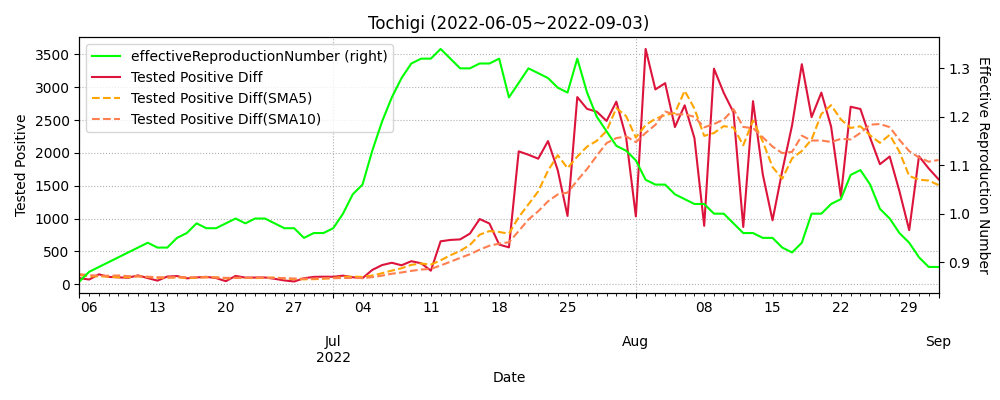 Tochigi (2022-06-05~2022-09-03)
effectiveReproductionNumber (right)
Tested Positive Diff
Tested Positive Diff(SMA5)
Tested Positive Diff(SMA10)
Tested Positive
3500
3000
2500
2000
1500
1000
500
0
Effective Reproduction Number
1.3
1.2
1.1
1.0
0.9
06 13 20 27 04 11 18 25 08 15 22 29
Jul Aug Sep
2022
Date